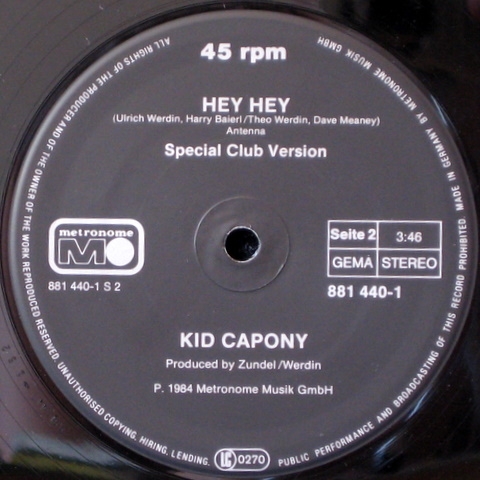 45 rpm
HEY HEY
(Ulrich Werdin, Harry Baierl/Theo Werdin, Dave Meaney)
Antenna
Special Club Version
metronome
M
881 440-1 S 2
Seite 2
3:46
GEMA
STEREO
881 440-1
KID CAPONY
Produced by Zundel/Werdin
P. 1984 Metronome Musik GmbH
ALL RIGHTS OF THE PRODUCER AND OF THE OWNER OF THE WORK REPRODUCED RESERVED. UNAUTHORISED COPYING, HIRING, LENDING, LC 0270 PUBLIC PERFORMANCE AND BROADCASTING OF THIS RECORD PROHIBITED. MADE IN GERMANY BY METRONOME MUSIK GMBH